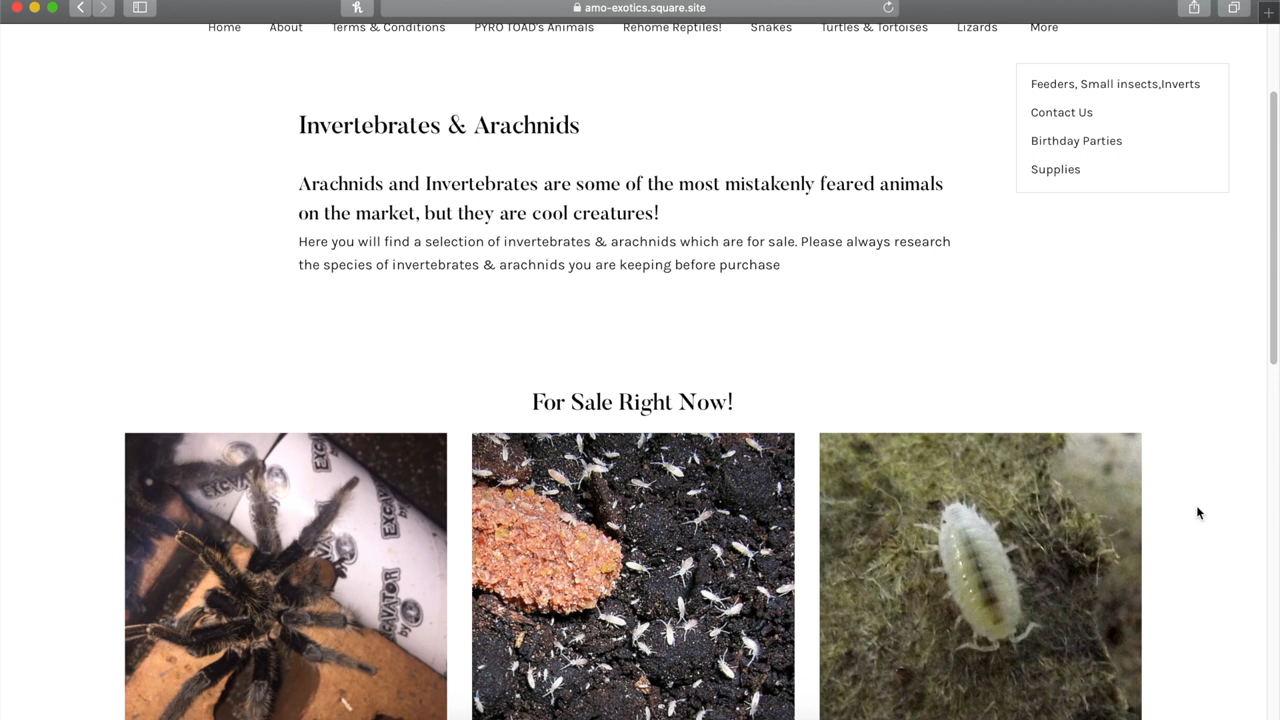 amo-exotics.square.site
Home About Terms & Conditions PYRO TOAD's Animals Rehome Reptiles! Snakes Turtles & Tortoises Lizards More
Feeders, Small insects,Inverts
Contact Us
Birthday Parties
Supplies
Invertebrates & Arachnids
Arachnids and Invertebrates are some of the most mistakenly feared animals
on the market, but they are cool creatures!
Here you will find a selection of invertebrates & arachnids which are for sale. Please always research
the species of invertebrates & arachnids you are keeping before purchase
For Sale Right Now!